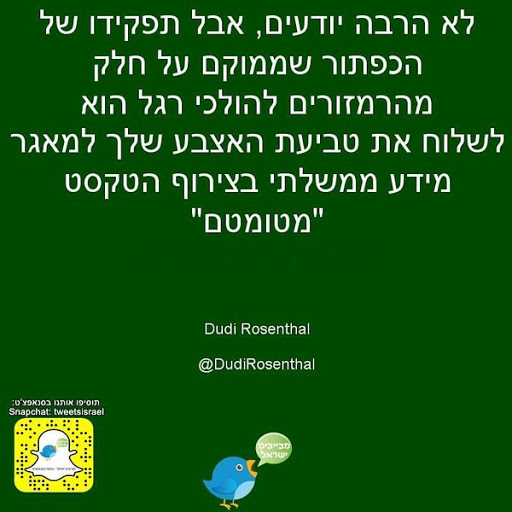 לא הרבה יודעים, אבל תפקידו של
הכפתור שממוקם על חלק
מהרמזורים להולכי רגל הוא
לשלוח את טביעת האצבע שלך למאגר
מידע ממשלתי בצירוף הטקסט
"מטומטם"
Dudi Rosenthal
@DudiRosenthal
תוסיפו אותנו בסנאפצ'ט:
Snapchat: tweetsisrael
מכייבים
ישראל